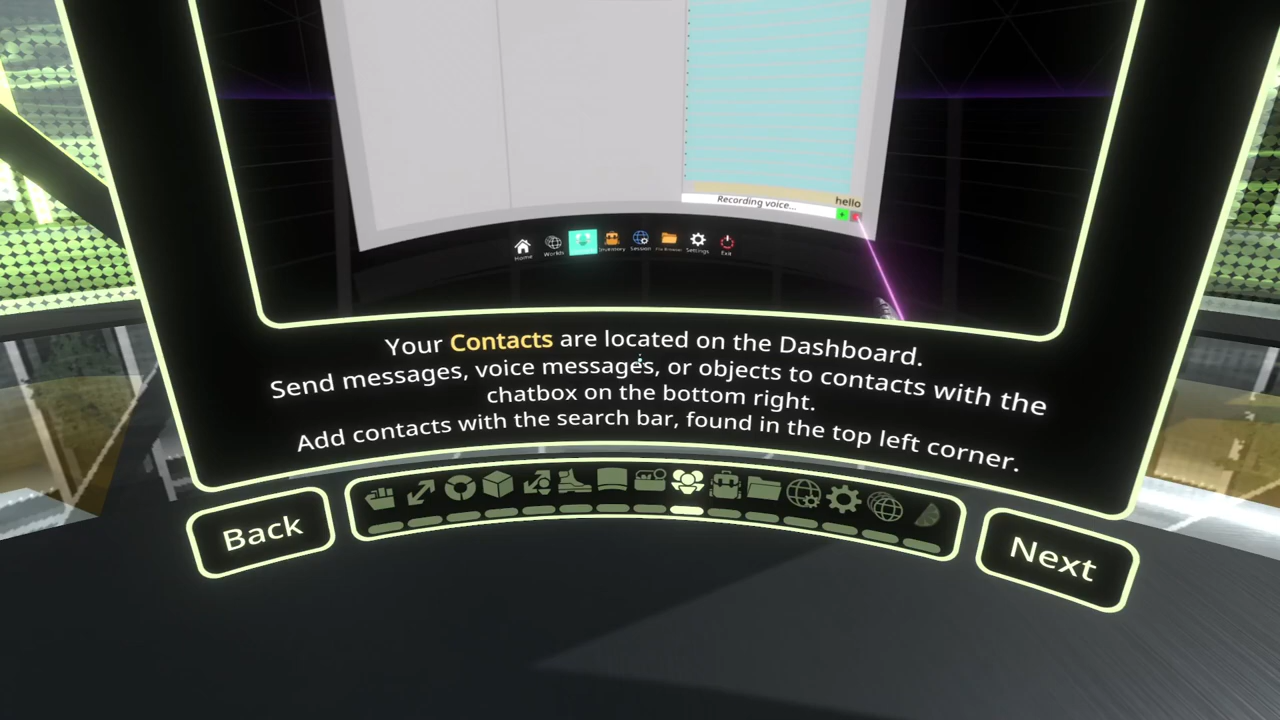 hello
Recording voice...
Home
Worlds
Inventory
Session
File Browser
Settings
Exit
Your Contacts are located on the Dashboard.
Send messages, voice messages, or objects to contacts with the
chatbox on the bottom right.
Add contacts with the search bar, found in the top left corner.
Back
Next